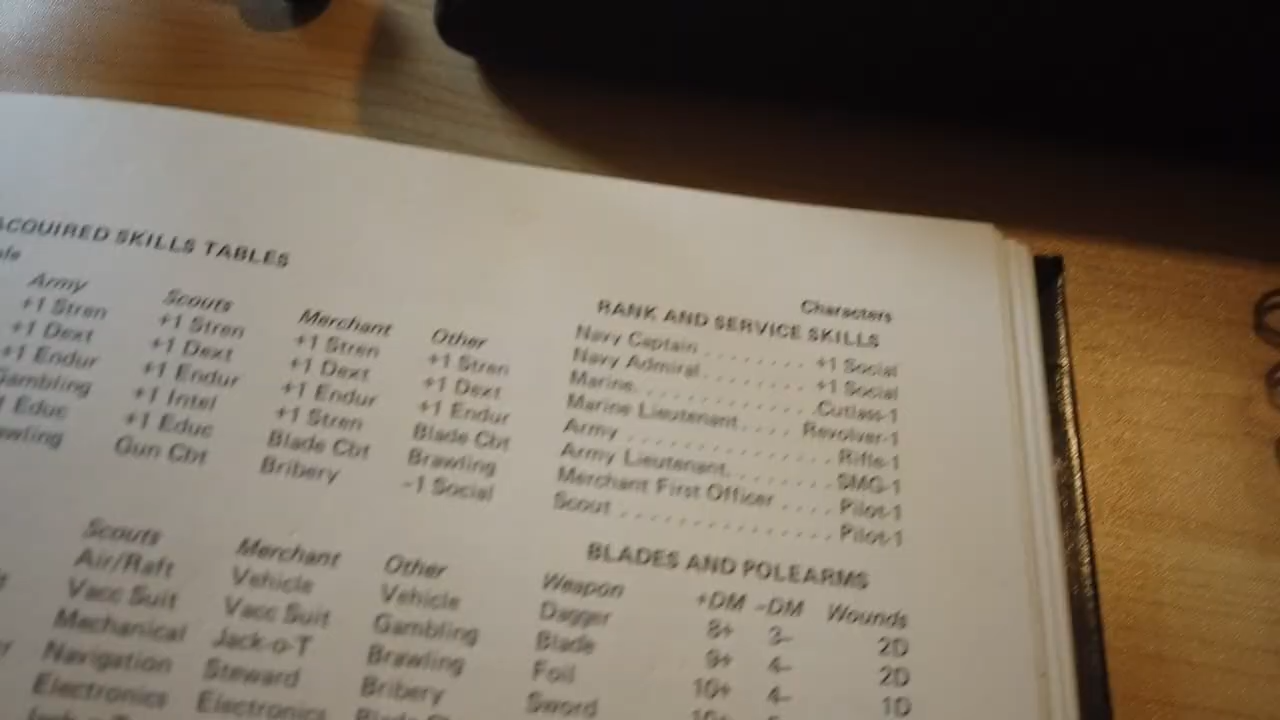 Characters
ACQUIRED SKILLS TABLES
Army Scouts Merchant Other
+1 Stren +1 Stren +1 Stren +1 Stren
+1 Dext +1 Dext +1 Dext +1 Dext
+1 Endur +1 Endur +1 Endur +1 Endur
Gambling +1 Intel +1 Stren Blade Cbt
Educ +1 Educ Blade Cbt Brawling
Gun Cbt Bribery -1 Social
Scouts Merchant Other
Air/Raft Vehicle Vehicle
Vacc Suit Vacc Suit Gambling
Mechanical Jack-o-T Brawling
Navigation Steward Bribery
Electronics Electronics
RANK AND SERVICE SKILLS
Navy Captain . . . . . . . . +1 Social
Navy Admiral . . . . . . . . +1 Social
Marine. . . . . . . . . . . . . .Cutlass-1
Marine Lieutenant. . . . Revolver-1
Army . . . . . . . . . . . . . . Rifle-1
Army Lieutenant. . . . . . . . SMG-1
Merchant First Officer . . . . Pilot-1
Scout . . . . . . . . . . . . . . Pilot-1
BLADES AND POLEARMS
Weapon +DM -DM Wounds
Dagger 8+ 3- 2D
Blade 9+ 4- 2D
Foil 10+ 4- 1D
Sword 10+